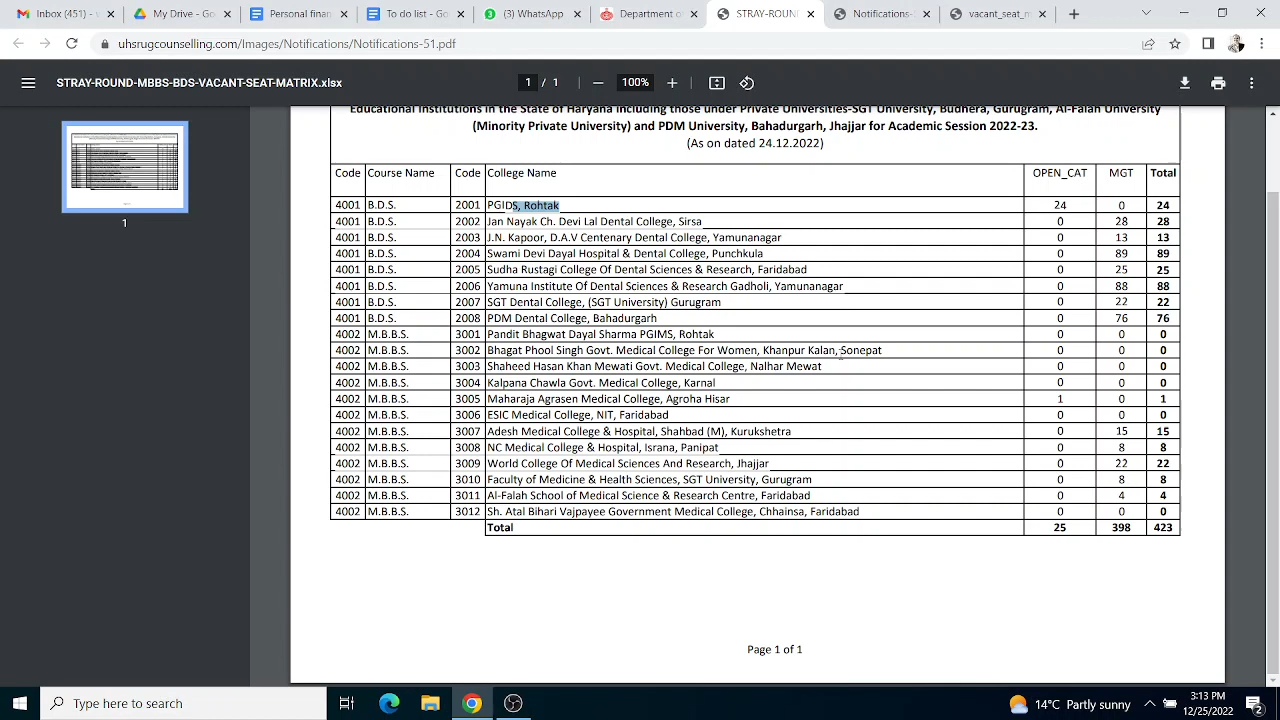 Inbox (451) -
My Drive - Go
Personal finan
To do list - Go
(3) WhatsApp
Department o
STRAY-ROUN
Notifications-5
vacant_seat_m
uhsrugcounselling.com/Images/Notifications/Notifications-51.pdf
STRAY-ROUND-MBBS-BDS-VACANT-SEAT-MATRIX.xlsx
1 / 1
100%
Educational Institutions in the State of Haryana including those under Private Universities-SGT University, Budhera, Gurugram, Al-Falah University
(Minority Private University) and PDM University, Bahadurgarh, Jhajjar for Academic Session 2022-23.
(As on dated 24.12.2022)
Code Course Name Code College Name OPEN_CAT MGT Total
4001 B.D.S. 2001 PGIDS, Rohtak 24 0 24
4001 B.D.S. 2002 Jan Nayak Ch. Devi Lal Dental College, Sirsa 0 28 28
4001 B.D.S. 2003 J.N. Kapoor, D.A.V Centenary Dental College, Yamunanagar 0 13 13
4001 B.D.S. 2004 Swami Devi Dayal Hospital & Dental College, Punchkula 0 89 89
4001 B.D.S. 2005 Sudha Rustagi College Of Dental Sciences & Research, Faridabad 0 25 25
4001 B.D.S. 2006 Yamuna Institute Of Dental Sciences & Research Gadholi, Yamunanagar 0 88 88
4001 B.D.S. 2007 SGT Dental College, (SGT University) Gurugram 0 22 22
4001 B.D.S. 2008 PDM Dental College, Bahadurgarh 0 76 76
4002 M.B.B.S. 3001 Pandit Bhagwat Dayal Sharma PGIMS, Rohtak 0 0 0
4002 M.B.B.S. 3002 Bhagat Phool Singh Govt. Medical College For Women, Khanpur Kalan, Sonepat 0 0 0
4002 M.B.B.S. 3003 Shaheed Hasan Khan Mewati Govt. Medical College, Nalhar Mewat 0 0 0
4002 M.B.B.S. 3004 Kalpana Chawla Govt. Medical College, Karnal 0 0 0
4002 M.B.B.S. 3005 Maharaja Agrasen Medical College, Agroha Hisar 1 0 1
4002 M.B.B.S. 3006 ESIC Medical College, NIT, Faridabad 0 0 0
4002 M.B.B.S. 3007 Adesh Medical College & Hospital, Shahbad (M), Kurukshetra 0 15 15
4002 M.B.B.S. 3008 NC Medical College & Hospital, Israna, Panipat 0 8 8
4002 M.B.B.S. 3009 World College Of Medical Sciences And Research, Jhajjar 0 22 22
4002 M.B.B.S. 3010 Faculty of Medicine & Health Sciences, SGT University, Gurugram 0 8 8
4002 M.B.B.S. 3011 Al-Falah School of Medical Science & Research Centre, Faridabad 0 4 4
4002 M.B.B.S. 3012 Sh. Atal Bihari Vajpayee Government Medical College, Chhainsa, Faridabad 0 0 0
Total 25 398 423
Page 1 of 1
1
Type here to search
14°C Partly sunny
3:13 PM
12/25/2022
2